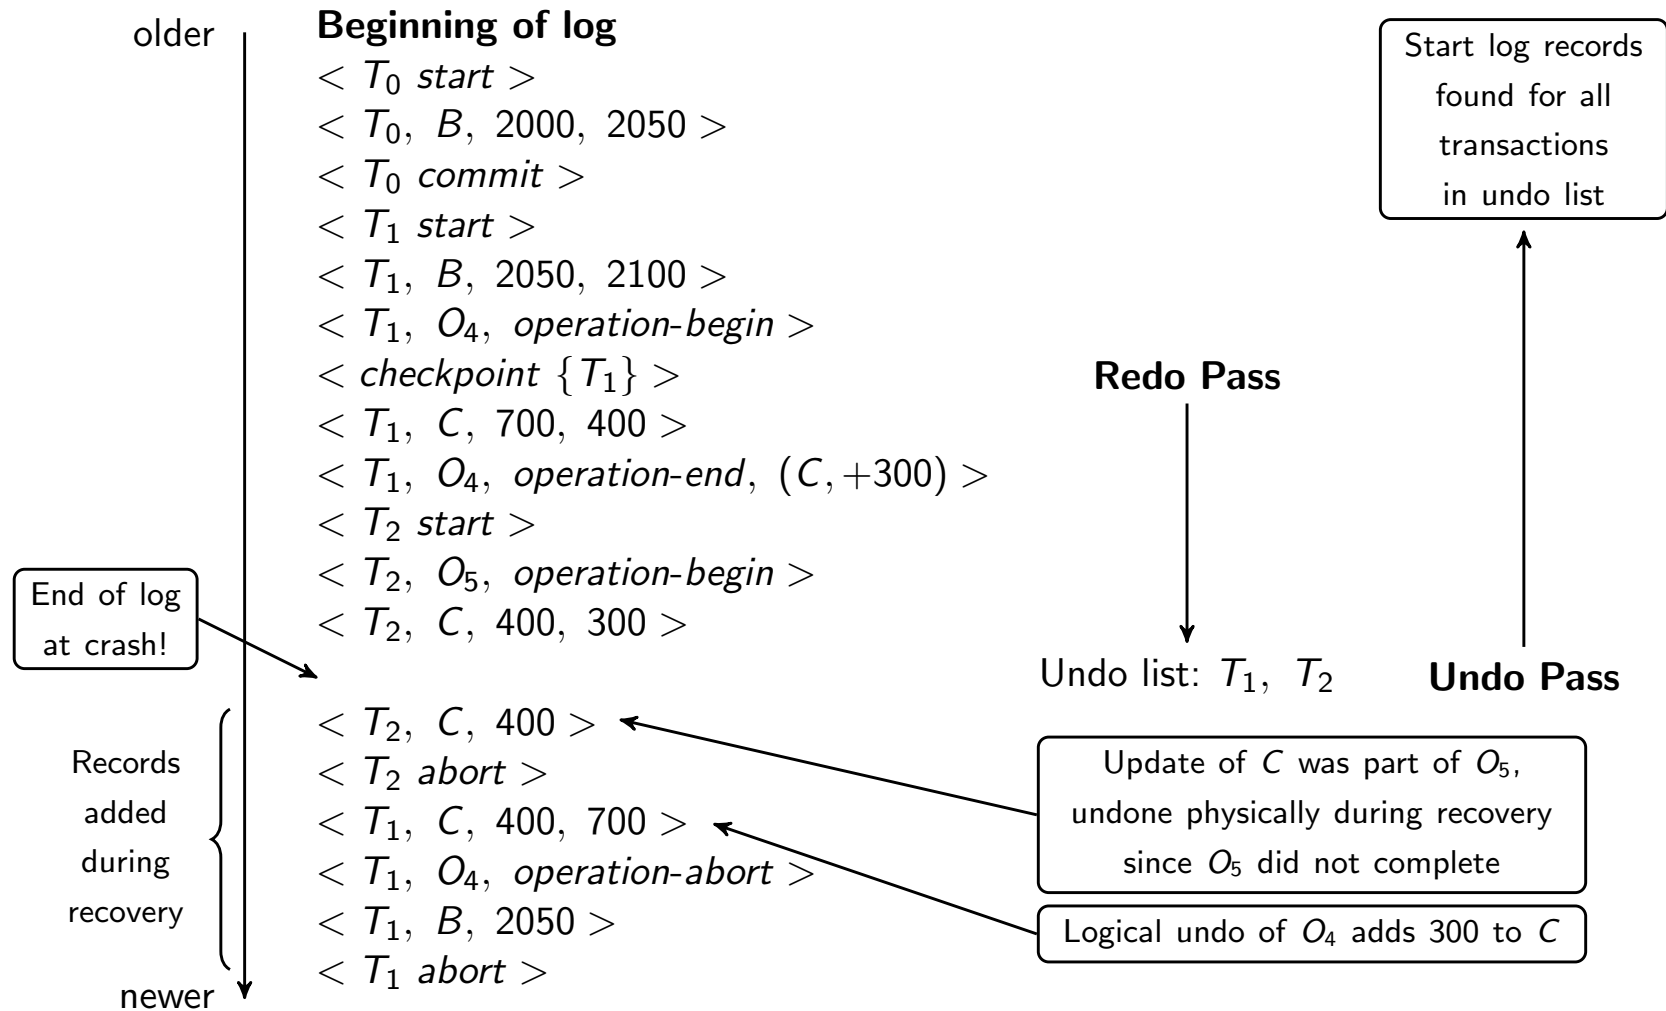 older
Beginning of log
< T₀ start >
< T₀, B, 2000, 2050 >
< T₀ commit >
< T₁ start >
< T₁, B, 2050, 2100 >
< T₁, O₄, operation-begin >
< checkpoint {T₁} >
< T₁, C, 700, 400 >
< T₁, O₄, operation-end, (C, +300) >
< T₂ start >
< T₂, O₅, operation-begin >
< T₂, C, 400, 300 >
End of log
at crash!
< T₂, C, 400 >
< T₂ abort >
< T₁, C, 400, 700 >
< T₁, O₄, operation-abort >
< T₁, B, 2050 >
< T₁ abort >
Records
added
during
recovery
newer
Redo Pass
Undo list: T₁, T₂
Start log records
found for all
transactions
in undo list
Undo Pass
Update of C was part of O₅,
undone physically during recovery
since O₅ did not complete
Logical undo of O₄ adds 300 to C